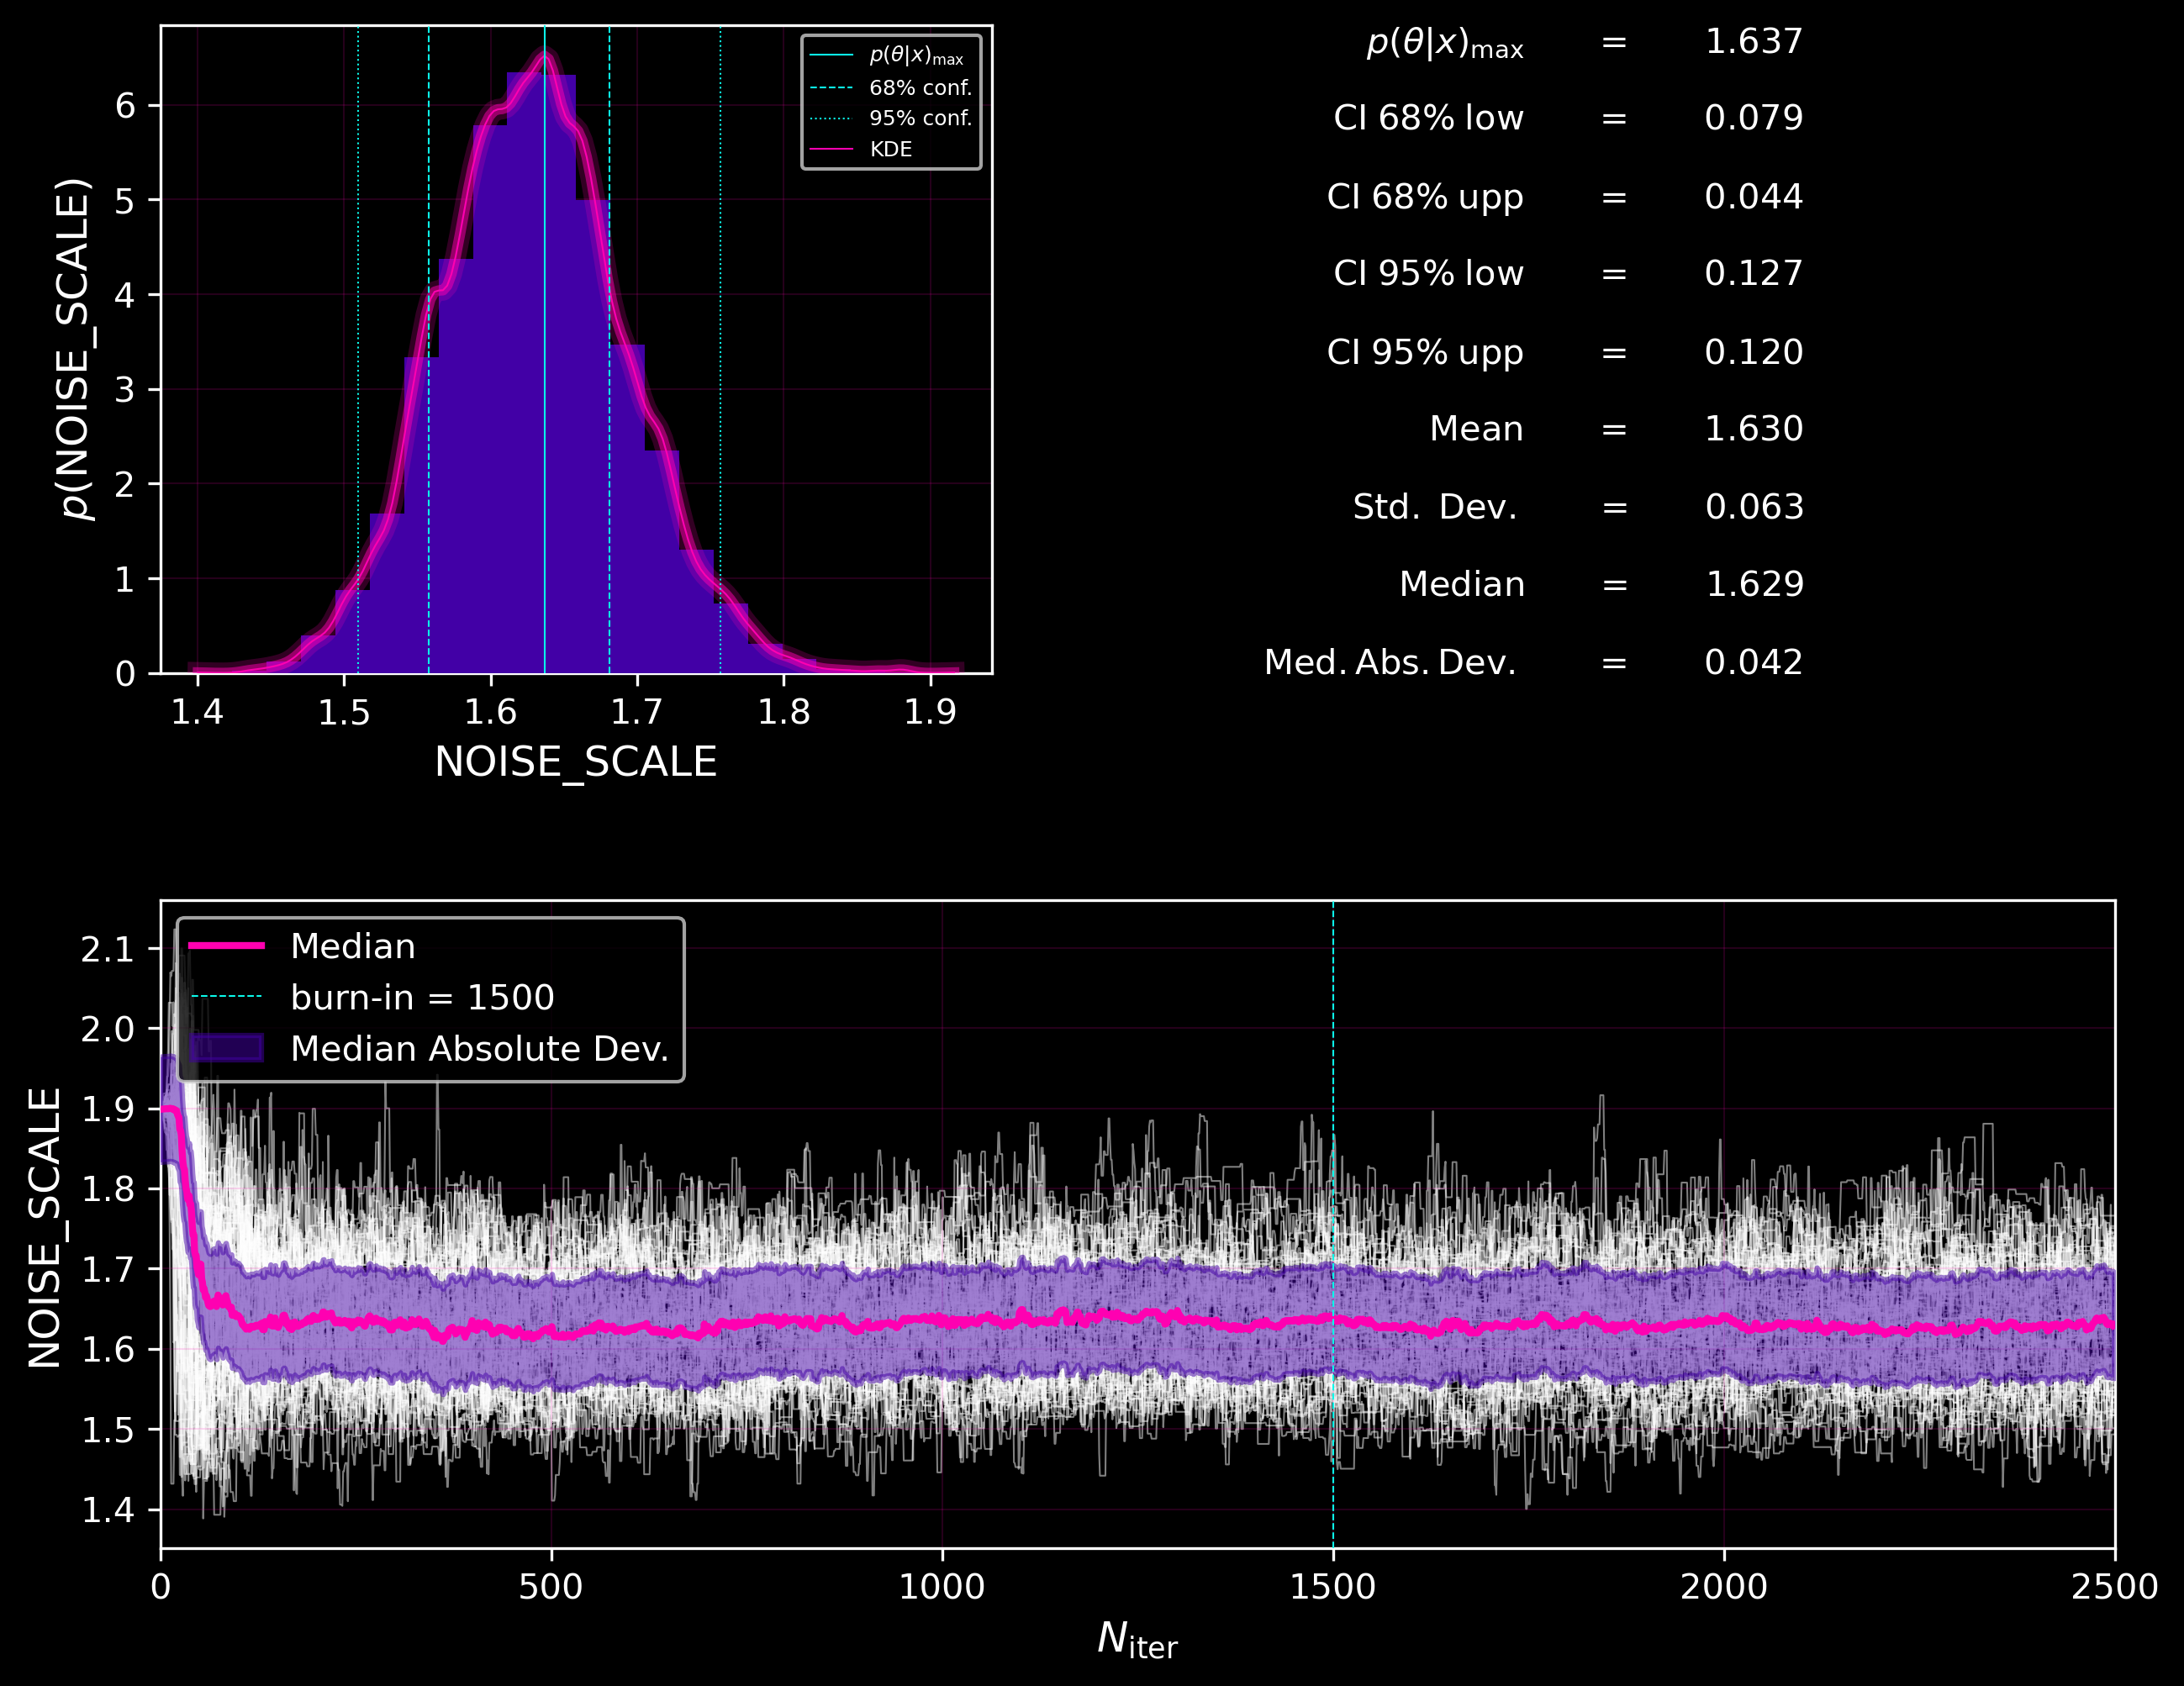 p(NOISE_SCALE)
6
5
4
3
2
1
0
1.4 1.5 1.6 1.7 1.8 1.9
NOISE_SCALE
p(θ|x)max
68% conf.
95% conf.
KDE
p(θ|x)max = 1.637
CI 68% low = 0.079
CI 68% upp = 0.044
CI 95% low = 0.127
CI 95% upp = 0.120
Mean = 1.630
Std. Dev. = 0.063
Median = 1.629
Med. Abs. Dev. = 0.042
NOISE_SCALE
2.1
2.0
1.9
1.8
1.7
1.6
1.5
1.4
Median
burn-in = 1500
Median Absolute Dev.
0 500 1000 1500 2000 2500
Niter